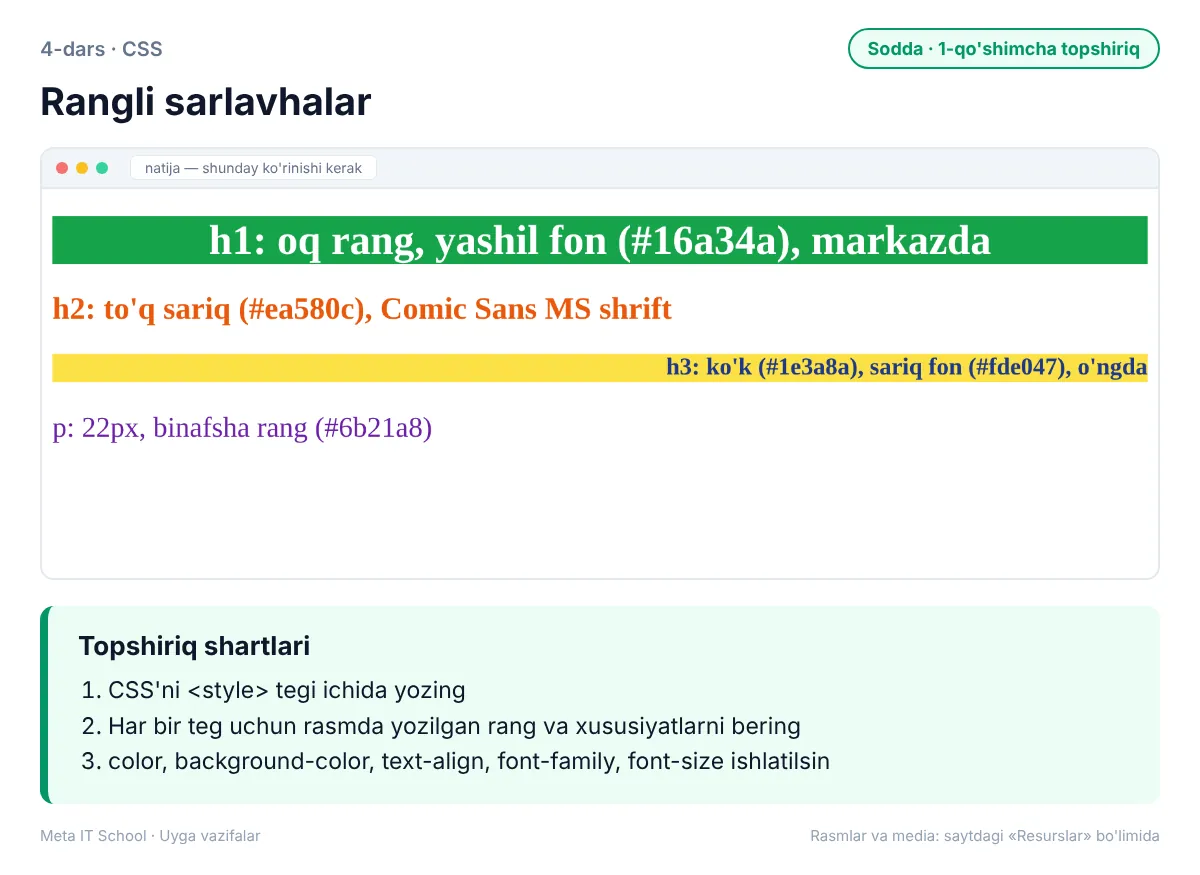 4-dars · CSS
Sodda · 1-qo'shimcha topshiriq
Rangli sarlavhalar
natija — shunday ko'rinishi kerak
h1: oq rang, yashil fon (#16a34a), markazda
h2: to'q sariq (#ea580c), Comic Sans MS shrift
h3: ko'k (#1e3a8a), sariq fon (#fde047), o'ngda
p: 22px, binafsha rang (#6b21a8)
Topshiriq shartlari
1. CSS'ni <style> tegi ichida yozing
2. Har bir teg uchun rasmda yozilgan rang va xususiyatlarni bering
3. color, background-color, text-align, font-family, font-size ishlatilsin
Meta IT School · Uyga vazifalar
Rasmlar va media: saytdagi «Resurslar» bo'limida